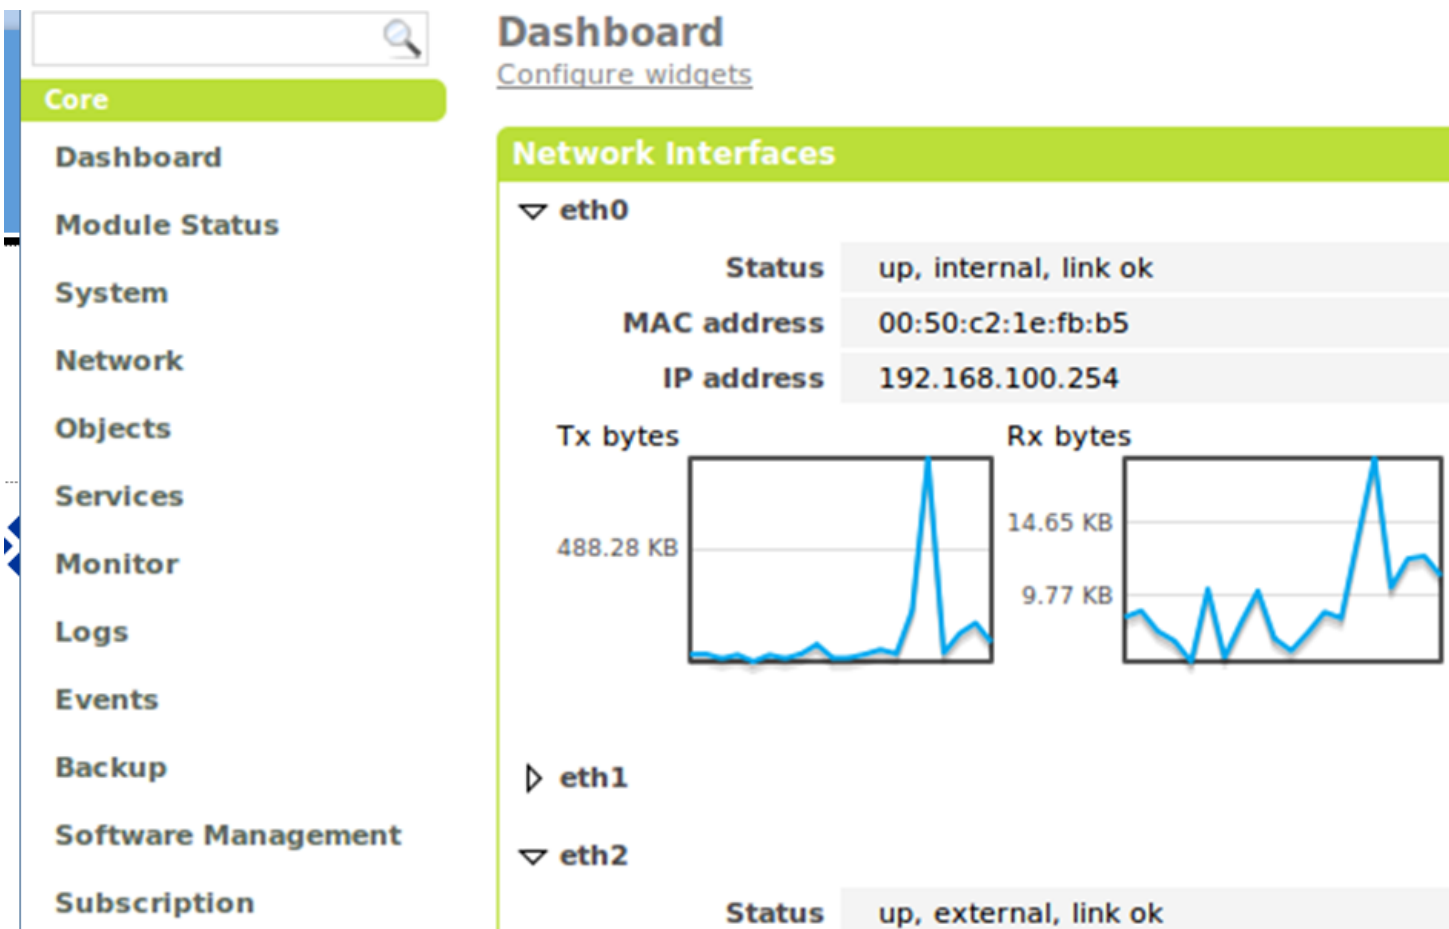 Core
Dashboard
Module Status
System
Network
Objects
Services
Monitor
Logs
Events
Backup
Software Management
Subscription
Dashboard
Configure widgets
Network Interfaces
eth0
Status up, internal, link ok
MAC address 00:50:c2:1e:fb:b5
IP address 192.168.100.254
Tx bytes
488.28 KB
Rx bytes
14.65 KB
9.77 KB
eth1
eth2
Status up, external, link ok